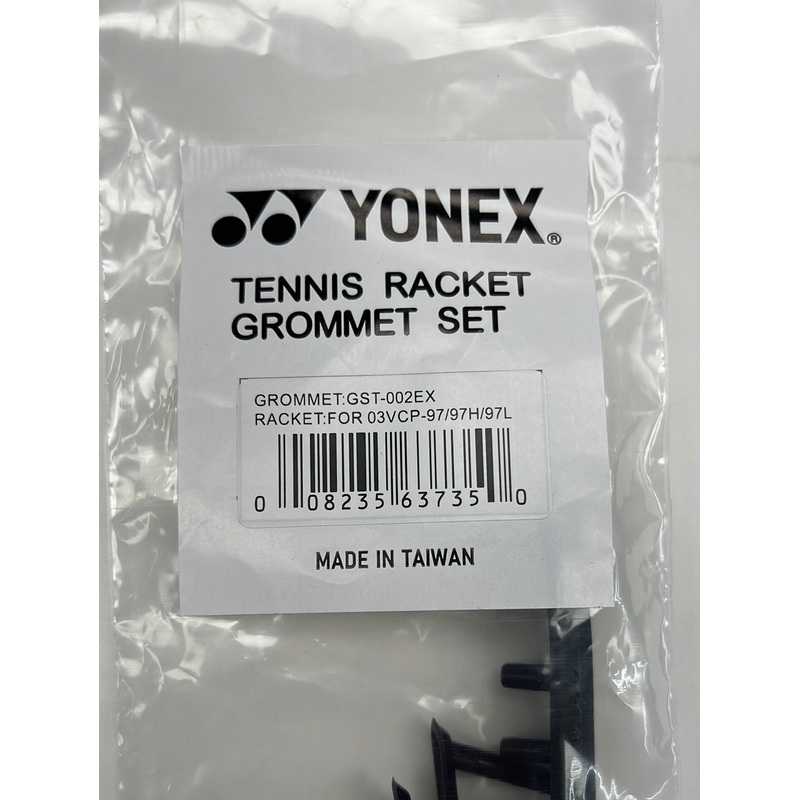 YONEX®
TENNIS RACKET
GROMMET SET
GROMMET:GST-002EX
RACKET:FOR 03VCP-97/97H/97L
0 08235 63735 0
MADE IN TAIWAN